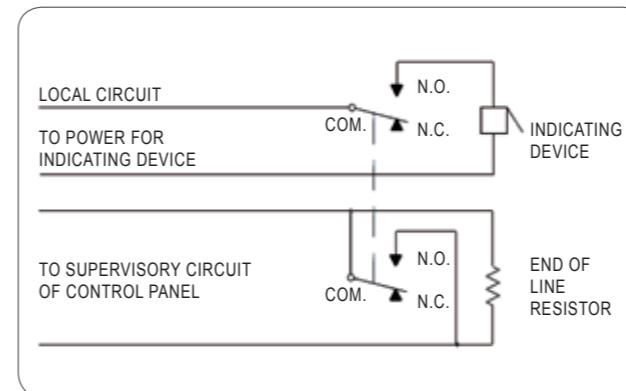 LOCAL CIRCUIT
COM.
N.O.
N.C.
TO POWER FOR
INDICATING DEVICE
INDICATING
DEVICE
TO SUPERVISORY CIRCUIT
OF CONTROL PANEL
COM.
N.O.
N.C.
END OF
LINE
RESISTOR